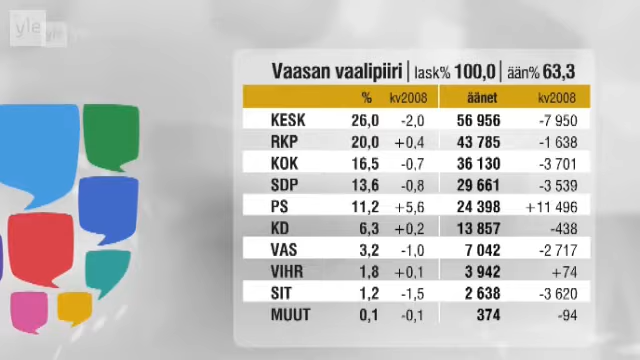 yle
Vaasan vaalipiiri | lask% 100,0 | ään% 63,3
% kv2008 äänet kv2008
KESK 26,0 -2,0 56 956 -7 950
RKP 20,0 +0,4 43 785 -1 638
KOK 16,5 -0,7 36 130 -3 701
SDP 13,6 -0,8 29 661 -3 539
PS 11,2 +5,6 24 398 +11 496
KD 6,3 +0,2 13 857 -438
VAS 3,2 -1,0 7 042 -2 717
VIHR 1,8 +0,1 3 942 +74
SIT 1,2 -1,5 2 638 -3 620
MUUT 0,1 -0,1 374 -94